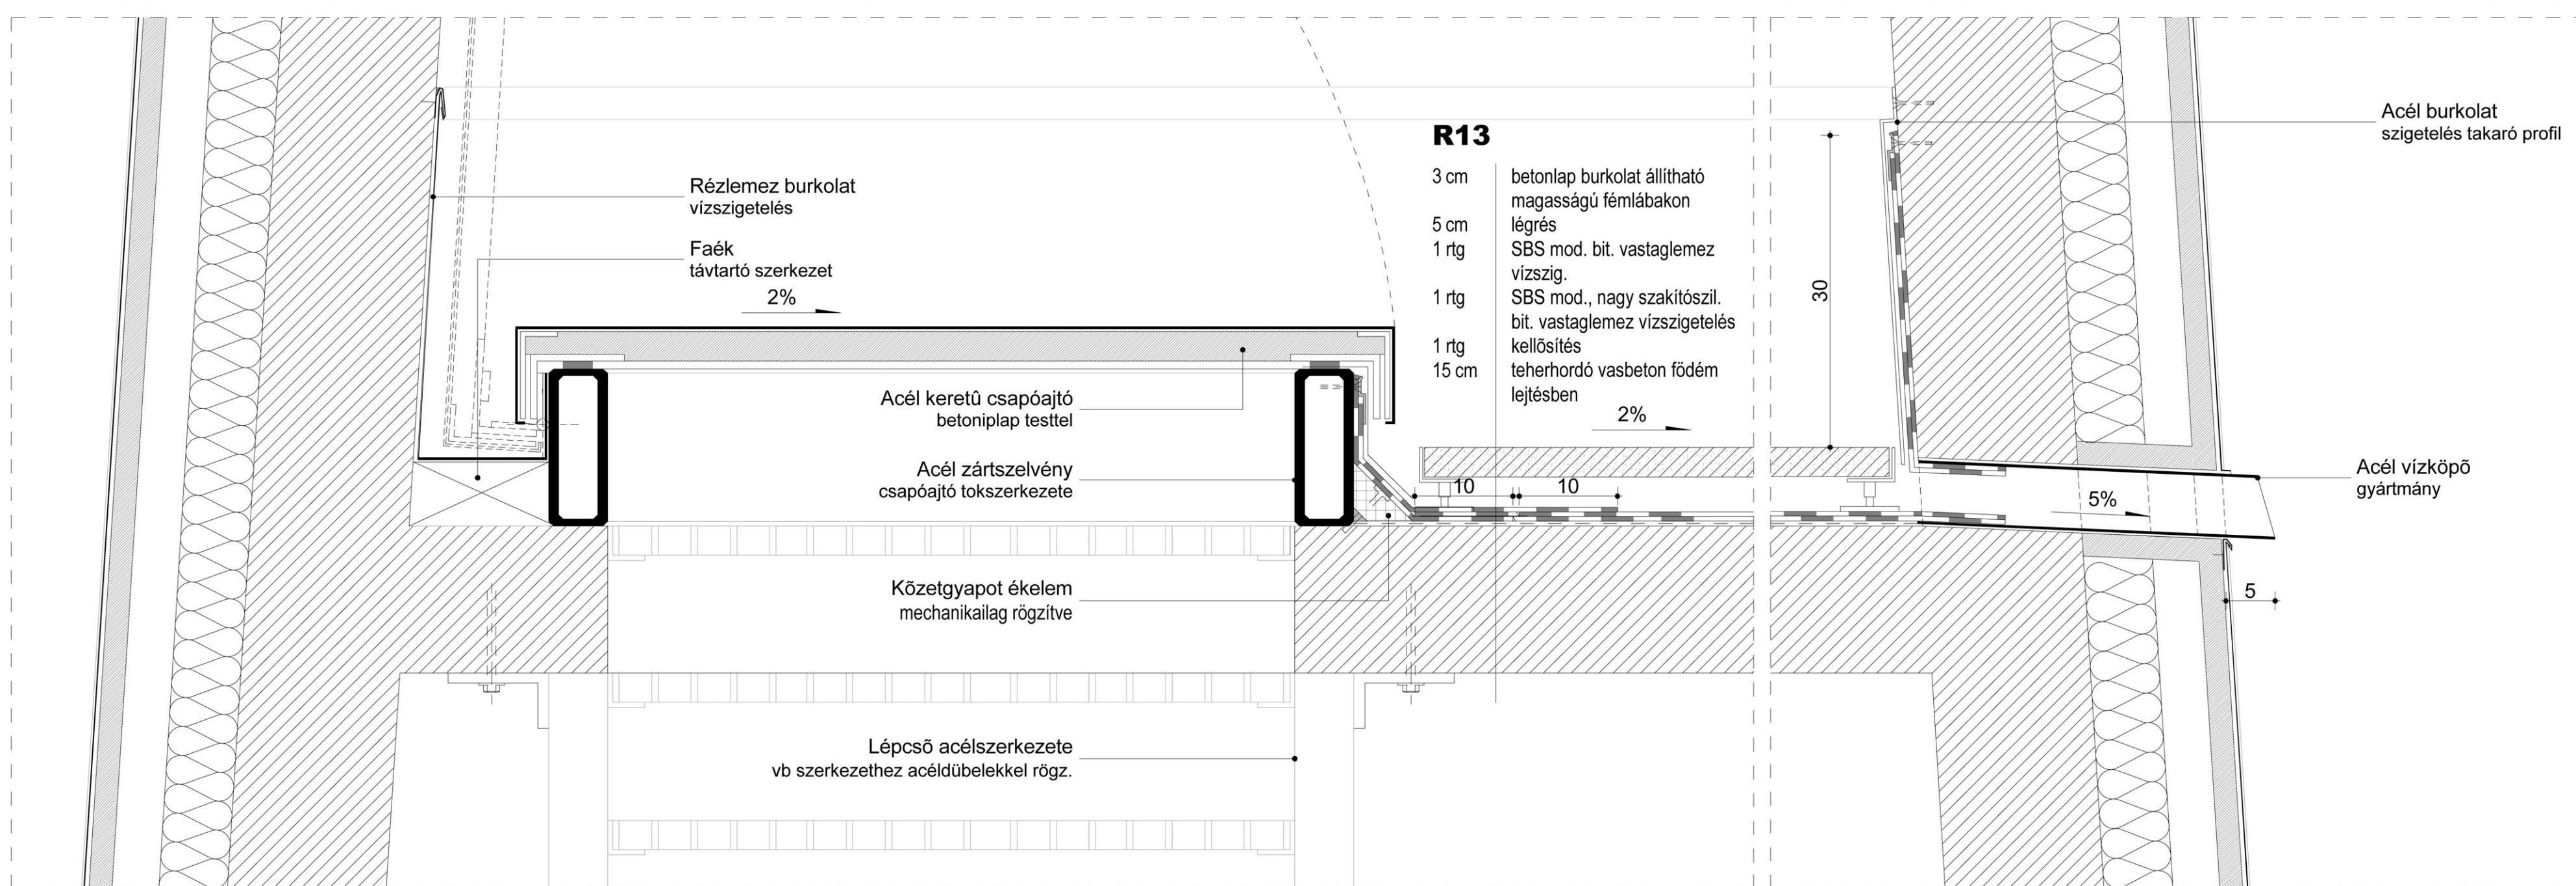 Rézlemez burkolat
vízszigetelés
Faék
távtartó szerkezet
2%
Acél keretû csapóajtó
betoniplap testtel
Acél zártszelvény
csapóajtó tokszerkezete
Kõzetgyapot ékelem
mechanikailag rögzítve
Lépcsõ acélszerkezete
vb szerkezethez acéldübelekkel rögz.
R13
3 cm betonlap burkolat állítható
magasságú fémlábakon
5 cm légrés
1 rtg SBS mod. bit. vastaglemez
vízszig.
1 rtg SBS mod., nagy szakítószil.
bit. vastaglemez vízszigetelés
1 rtg kellõsítés
15 cm teherhordó vasbeton födém
lejtésben
2%
10 10
30
Acél burkolat
szigetelés takaró profil
Acél vízköpõ
gyártmány
5%
5